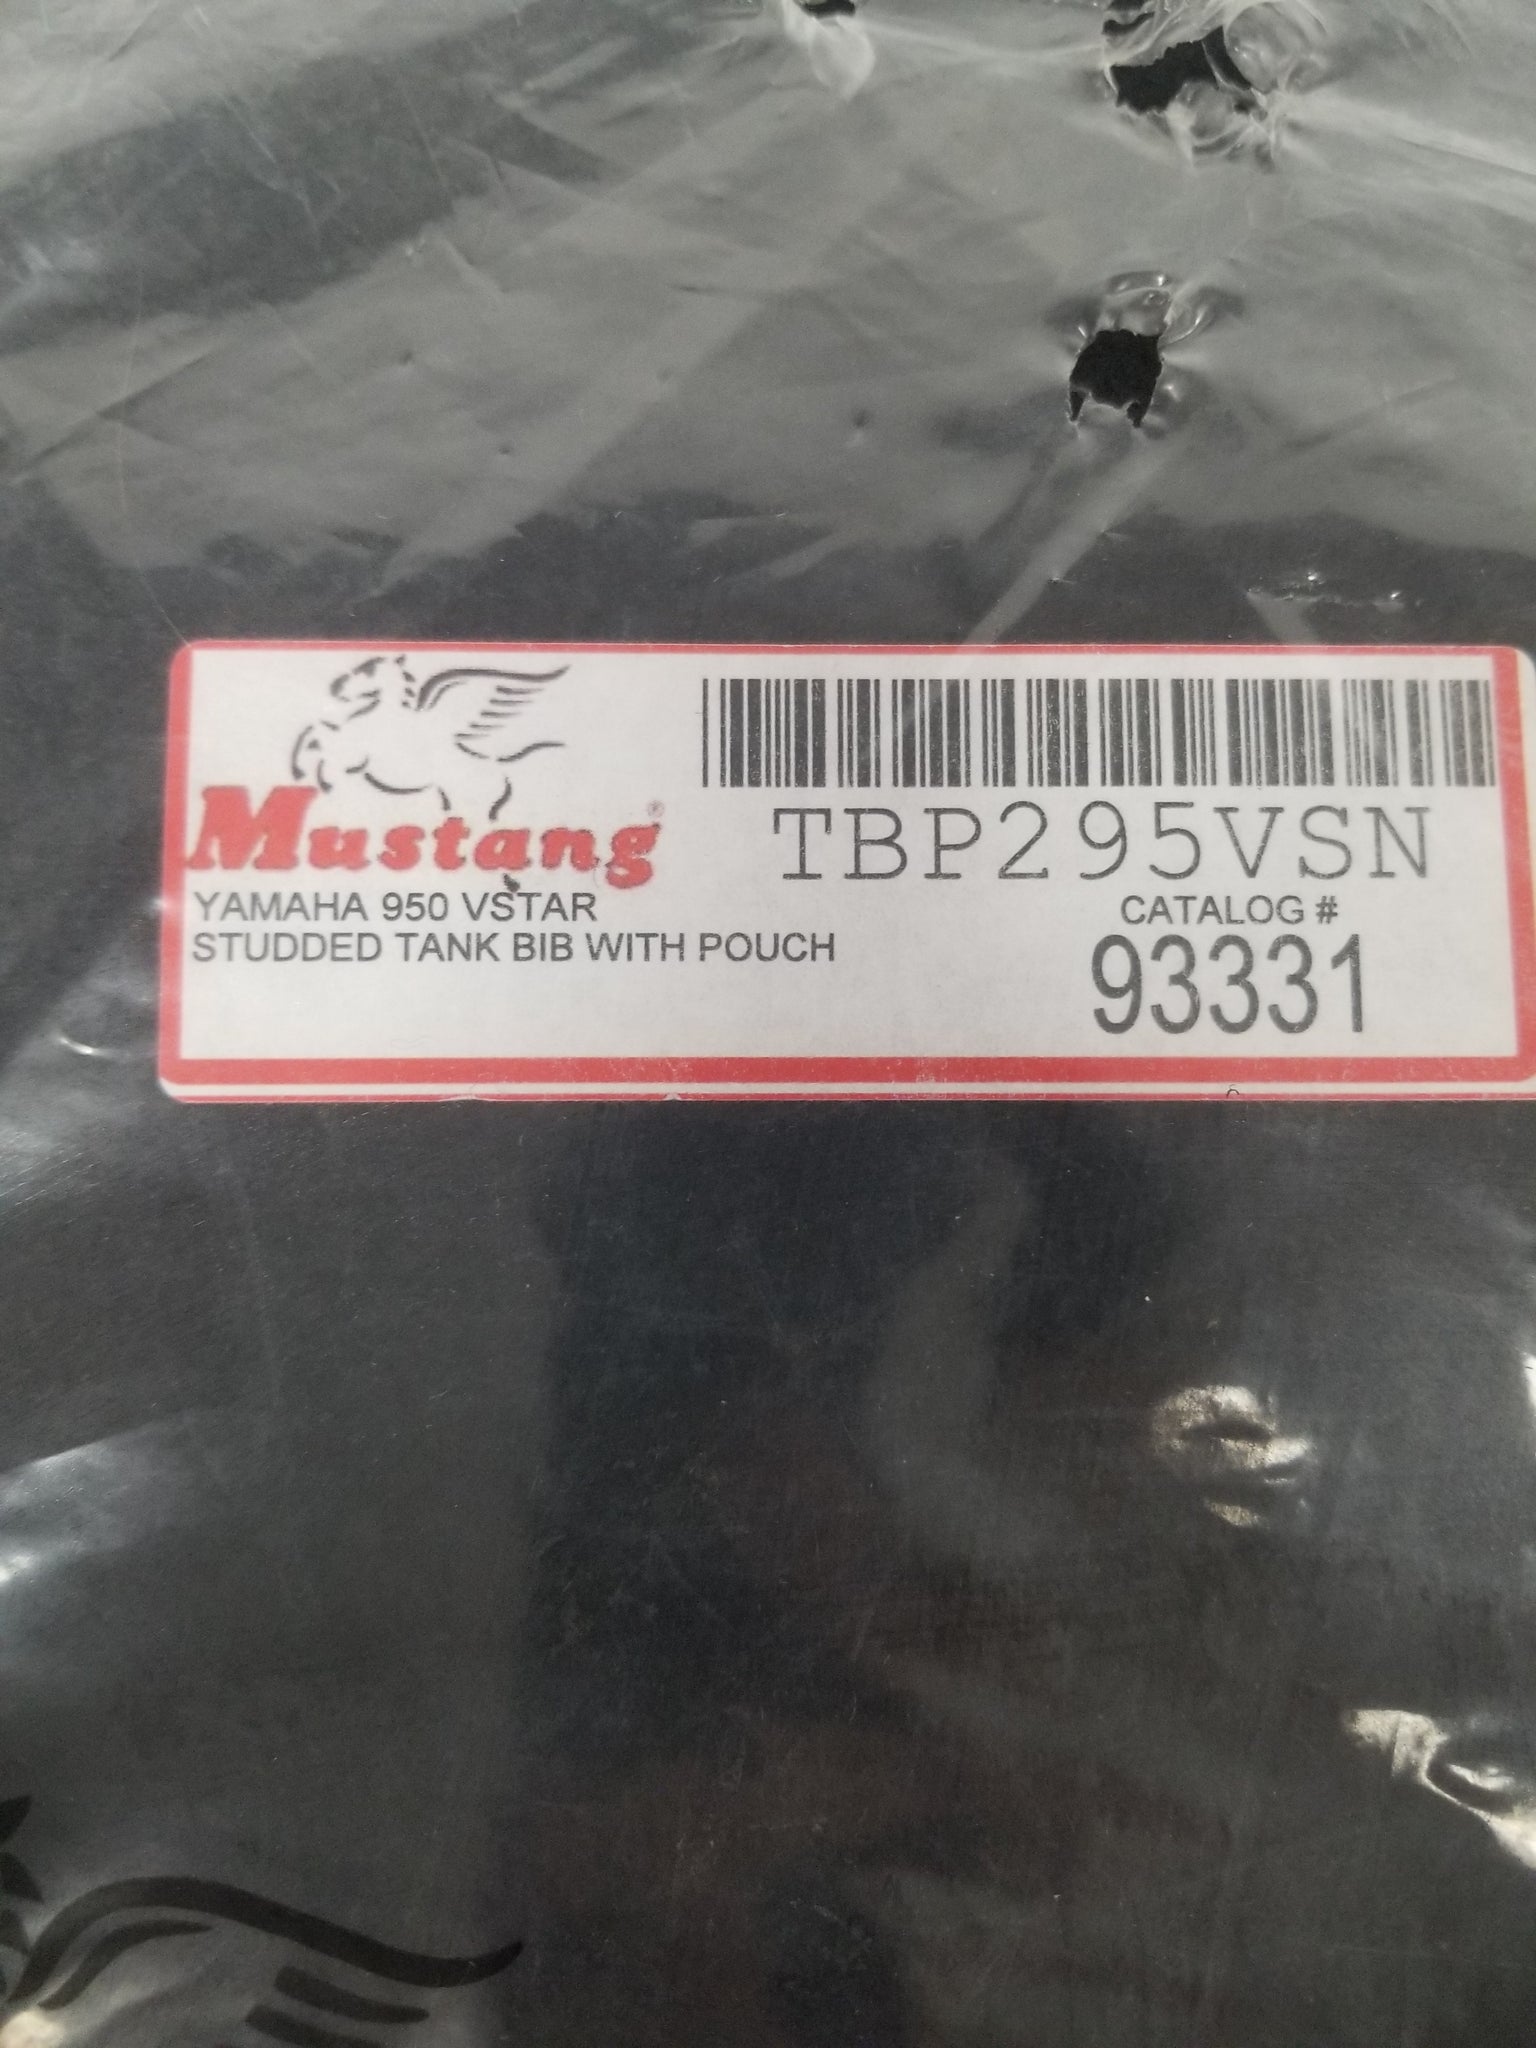 Mustang®
YAMAHA 950 VSTAR
STUDDED TANK BIB WITH POUCH
TBP295VSN
CATALOG #
93331